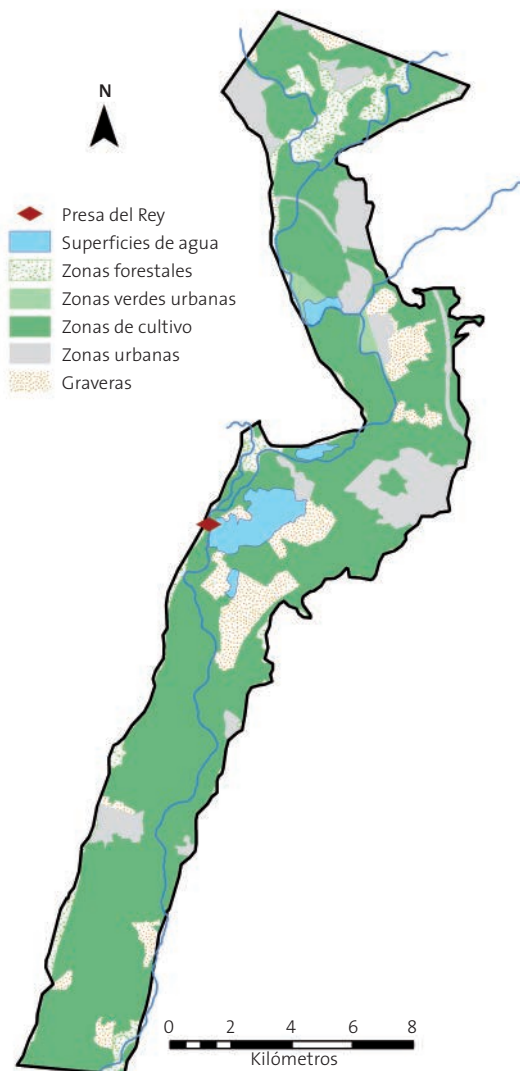 N
Presa del Rey
Superficies de agua
Zonas forestales
Zonas verdes urbanas
Zonas de cultivo
Zonas urbanas
Graveras
0 2 4 6 8
Kilómetros